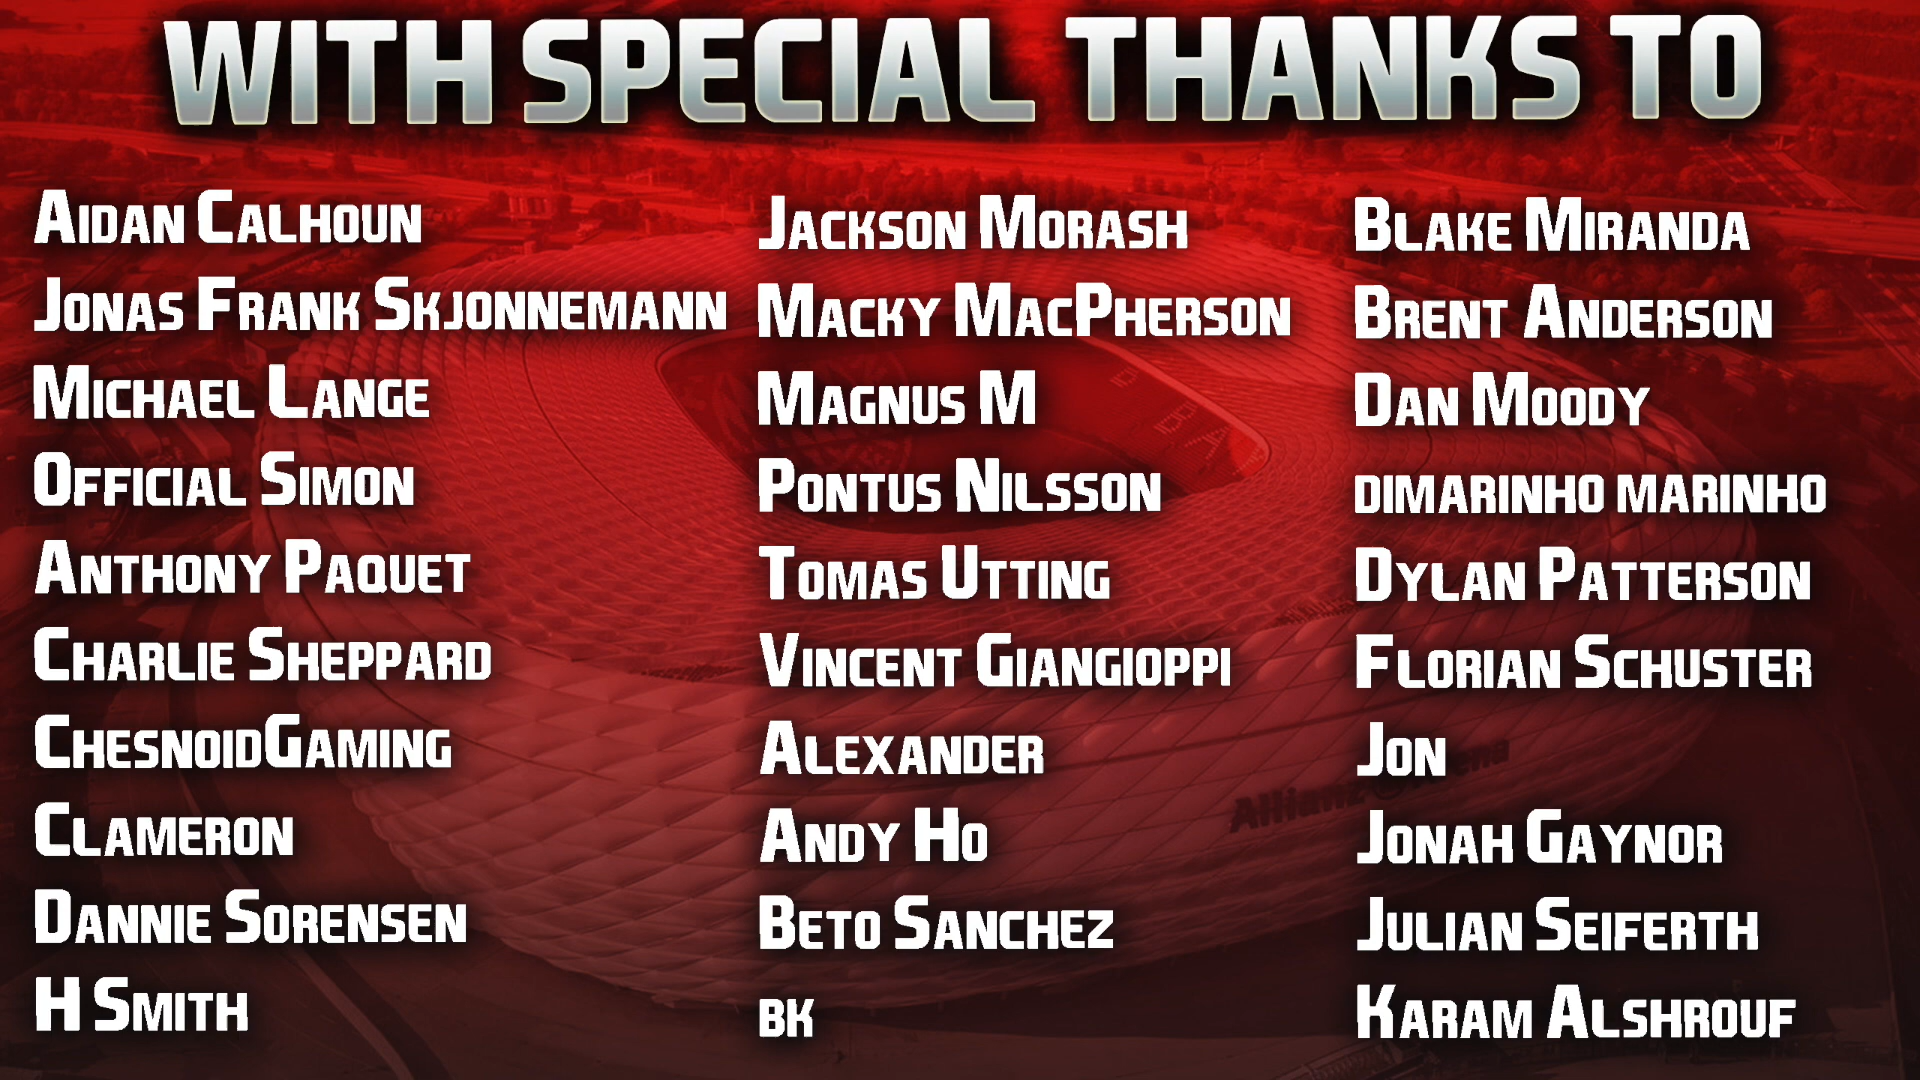 WITH SPECIAL THANKS TO
Aidan Calhoun
Jonas Frank Skjonnemann
Michael Lange
Official Simon
Anthony Paquet
Charlie Sheppard
ChesnoidGaming
Clameron
Dannie Sorensen
H Smith
Jackson Morash
Macky MacPherson
Magnus M
Pontus Nilsson
Tomas Utting
Vincent Giangioppi
Alexander
Andy Ho
Beto Sanchez
bk
Blake Miranda
Brent Anderson
Dan Moody
dimarinho marinho
Dylan Patterson
Florian Schuster
Jon
Jonah Gaynor
Julian Seiferth
Karam Alshrouf
Allianz Arena